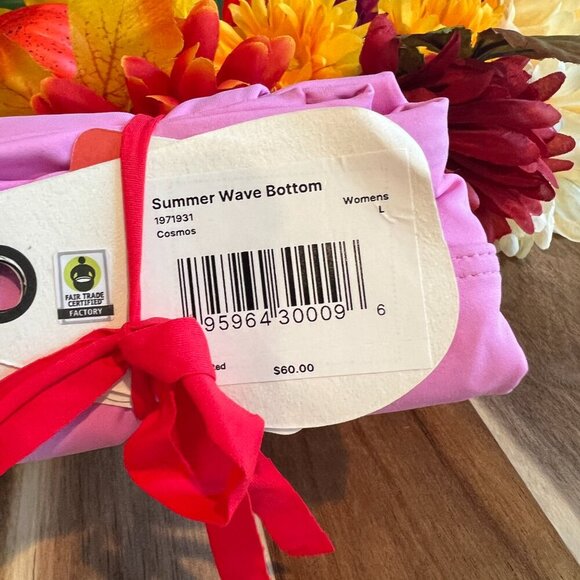 Summer Wave Bottom
Womens
1971931
L
Cosmos
FAIR TRADE
CERTIFIED
FACTORY
95964 30009 6
$60.00